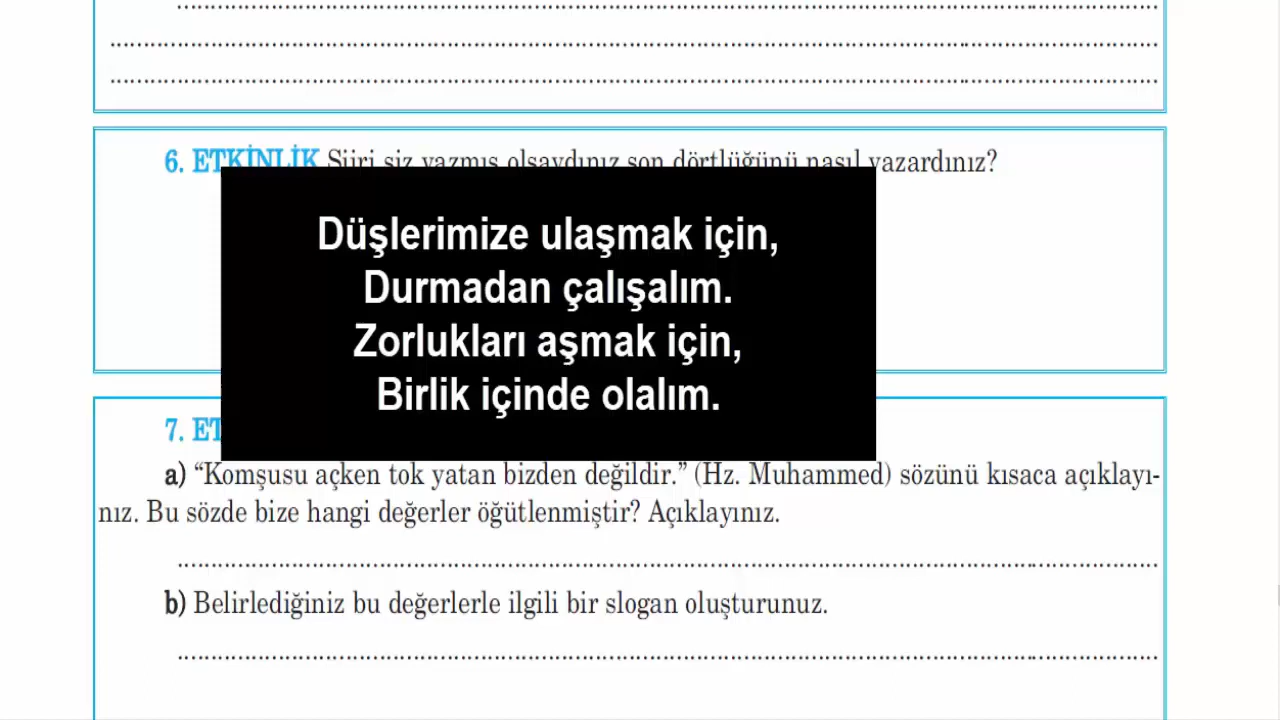 6. ETKİNLİK Şiiri siz yazmış olsaydınız son dörtlüğünü nasıl yazardınız?
Düşlerimize ulaşmak için,
Durmadan çalışalım.
Zorlukları aşmak için,
Birlik içinde olalım.
7. ET
a) “Komşusu açken tok yatan bizden değildir.” (Hz. Muhammed) sözünü kısaca açıklayı-
nız. Bu sözde bize hangi değerler öğütlenmiştir? Açıklayınız.
b) Belirlediğiniz bu değerlerle ilgili bir slogan oluşturunuz.